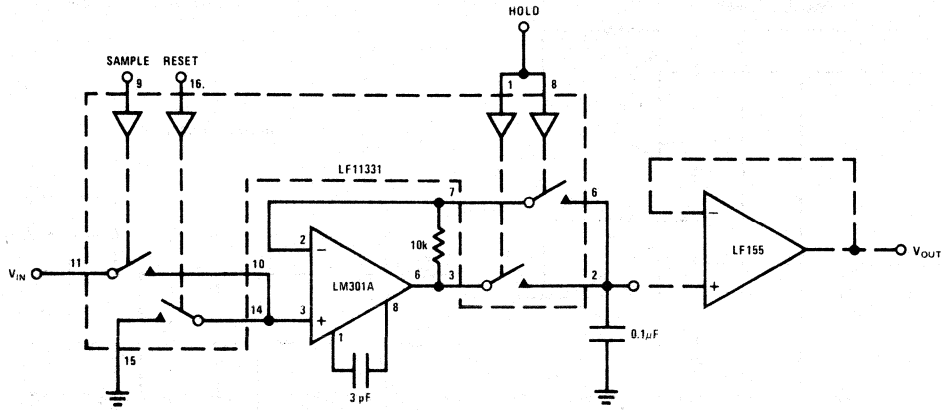 HOLD
SAMPLE RESET
9 16. 1 8
LF11331
7 6
2 −
10k
−
V_IN 11 10 LM301A 6 3 2 LF155 V_OUT
14 3 + 8 +
1
15 0.1μF
3 pF